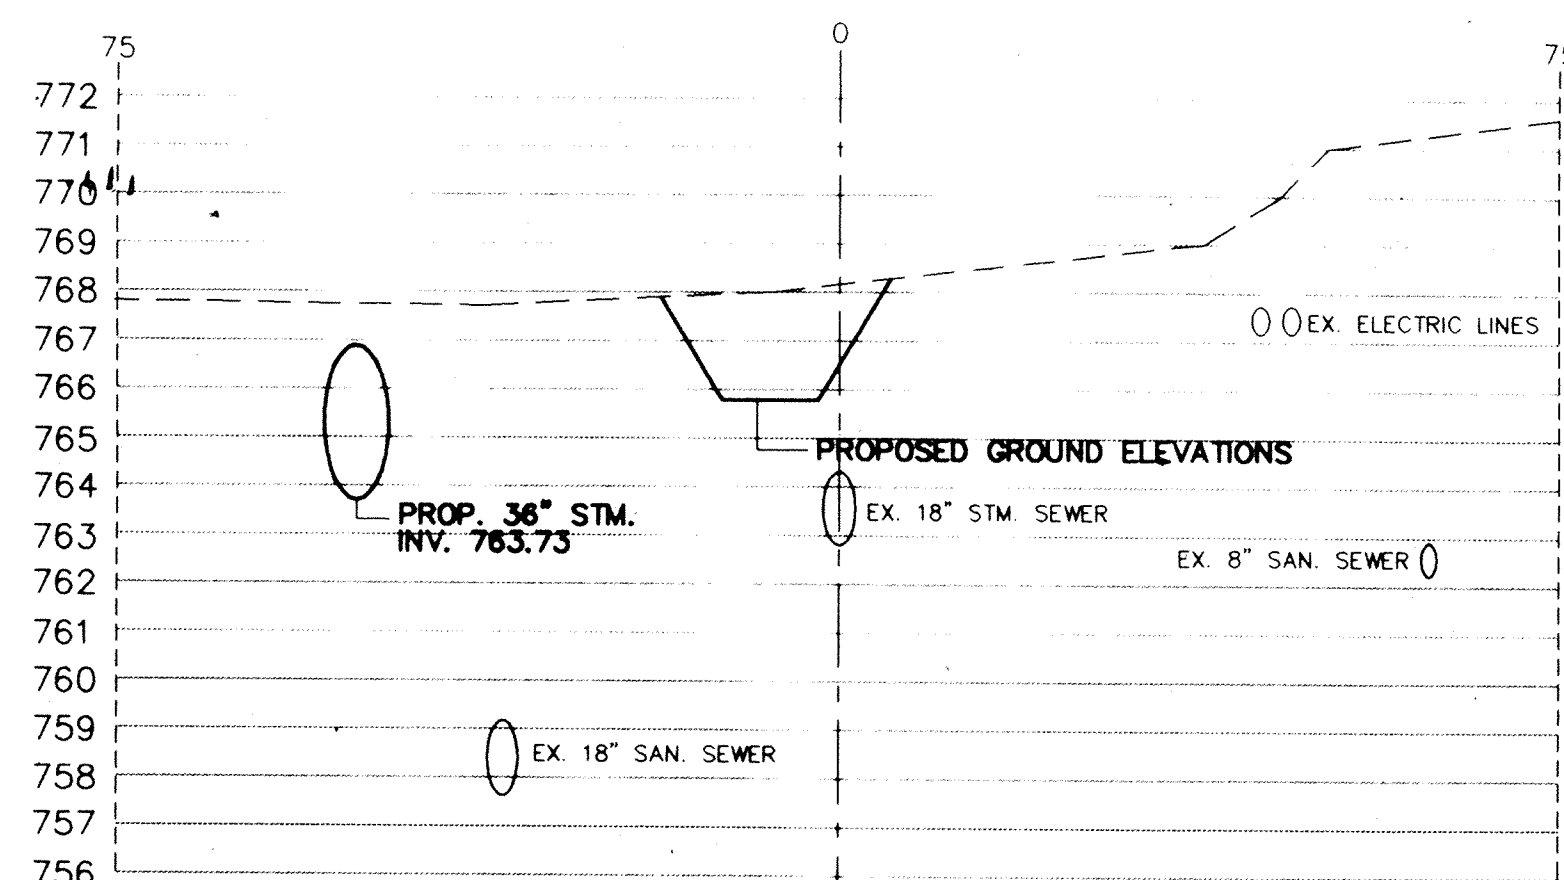 75
0
772
771
770
769
768
767
EX. ELECTRIC LINES
766
765
PROPOSED GROUND ELEVATIONS
764
PROP. 36" STM.
EX. 18" STM. SEWER
763
INV. 763.73
EX. 8" SAN. SEWER
762
761
760
759
EX. 18" SAN. SEWER
758
757
756